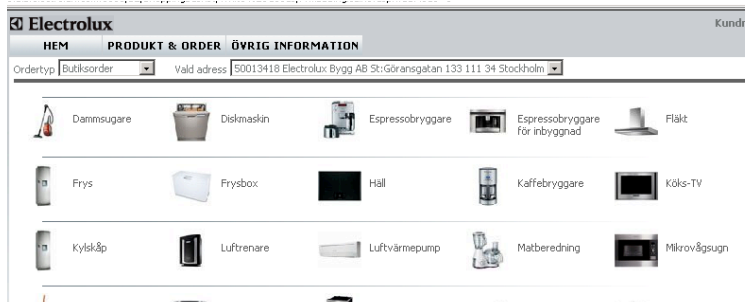 Electrolux
Kundn
HEM PRODUKT & ORDER ÖVRIG INFORMATION
Ordertyp Butiksorder Vald adress 50013418 Electrolux Bygg AB St:Göransgatan 133 111 34 Stockholm
Dammsugare Diskmaskin Espressobryggare Espressobryggare Fläkt
för inbyggnad
Frys Frysbox Häll Kaffebryggare Köks-TV
Kylskåp Luftrenare Luftvärmepump Matberedning Mikrovågsugn